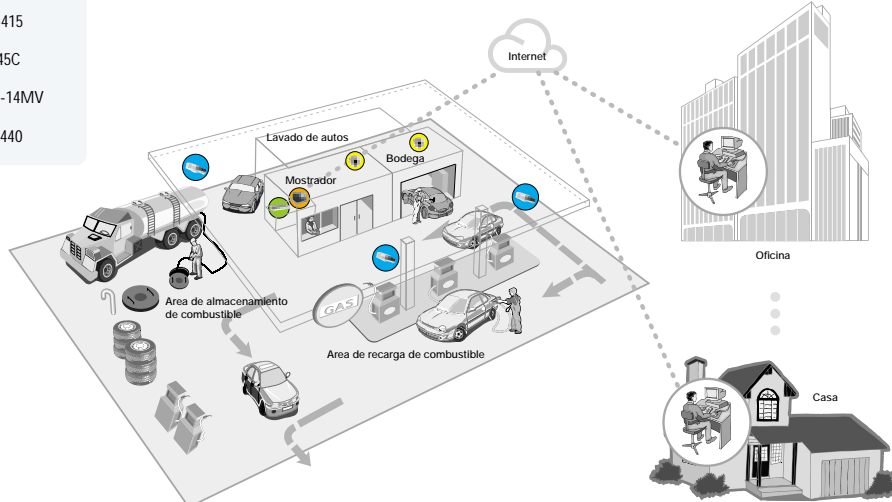 415
45C
-14MV
440
Internet
Lavado de autos
Bodega
Mostrador
Oficina
Area de almacenamiento
de combustible
GAS
Area de recarga de combustible
Casa